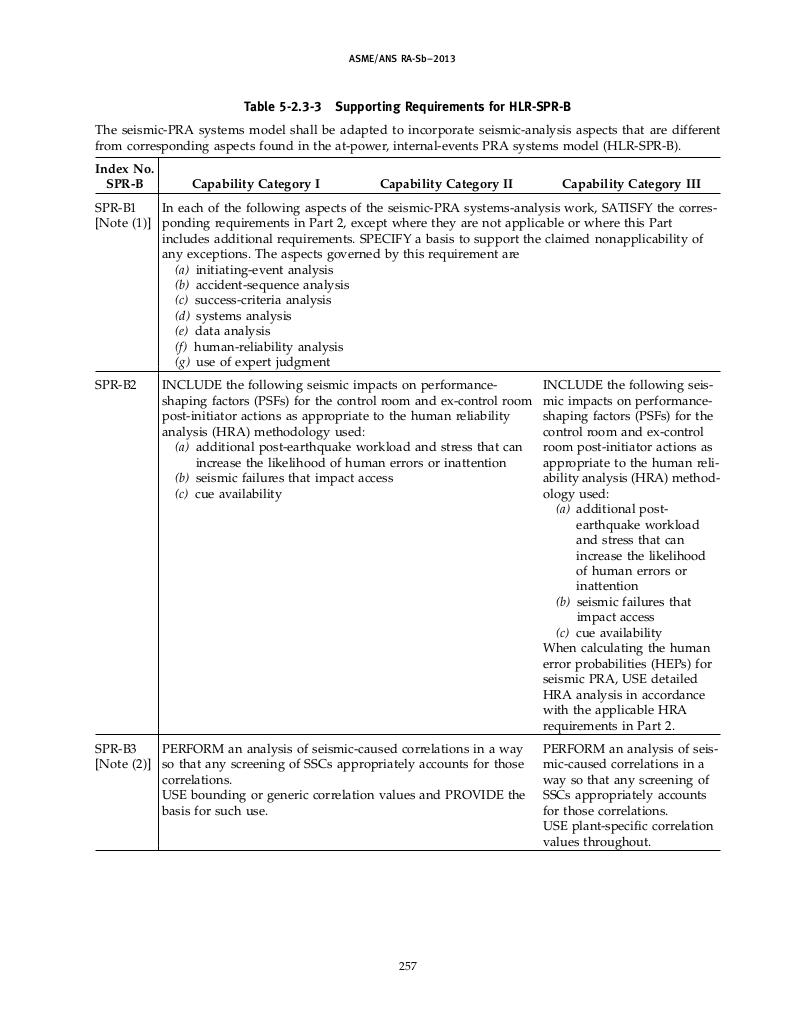 ASME/ANS RA-Sb–2013
Table 5-2.3-3 Supporting Requirements for HLR-SPR-B
The seismic-PRA systems model shall be adapted to incorporate seismic-analysis aspects that are different
from corresponding aspects found in the at-power, internal-events PRA systems model (HLR-SPR-B).
Index No.
SPR-B
Capability Category I
Capability Category II
Capability Category III
SPR-B1
[Note (1)]
In each of the following aspects of the seismic-PRA systems-analysis work, SATISFY the corres-
ponding requirements in Part 2, except where they are not applicable or where this Part
includes additional requirements. SPECIFY a basis to support the claimed nonapplicability of
any exceptions. The aspects governed by this requirement are
(a) initiating-event analysis
(b) accident-sequence analysis
(c) success-criteria analysis
(d) systems analysis
(e) data analysis
(f) human-reliability analysis
(g) use of expert judgment
SPR-B2
INCLUDE the following seismic impacts on performance-
shaping factors (PSFs) for the control room and ex-control room
post-initiator actions as appropriate to the human reliability
analysis (HRA) methodology used:
(a) additional post-earthquake workload and stress that can
increase the likelihood of human errors or inattention
(b) seismic failures that impact access
(c) cue availability
INCLUDE the following seis-
mic impacts on performance-
shaping factors (PSFs) for the
control room and ex-control
room post-initiator actions as
appropriate to the human reli-
ability analysis (HRA) method-
ology used:
(a) additional post-
earthquake workload
and stress that can
increase the likelihood
of human errors or
inattention
(b) seismic failures that
impact access
(c) cue availability
When calculating the human
error probabilities (HEPs) for
seismic PRA, USE detailed
HRA analysis in accordance
with the applicable HRA
requirements in Part 2.
SPR-B3
[Note (2)]
PERFORM an analysis of seismic-caused correlations in a way
so that any screening of SSCs appropriately accounts for those
correlations.
USE bounding or generic correlation values and PROVIDE the
basis for such use.
PERFORM an analysis of seis-
mic-caused correlations in a
way so that any screening of
SSCs appropriately accounts
for those correlations.
USE plant-specific correlation
values throughout.
257